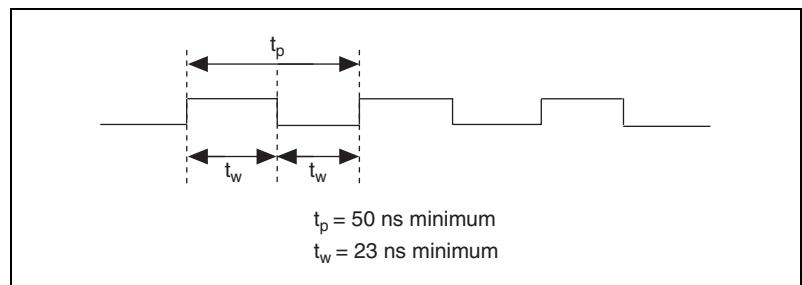 tp
tw tw
tp = 50 ns minimum
tw = 23 ns minimum